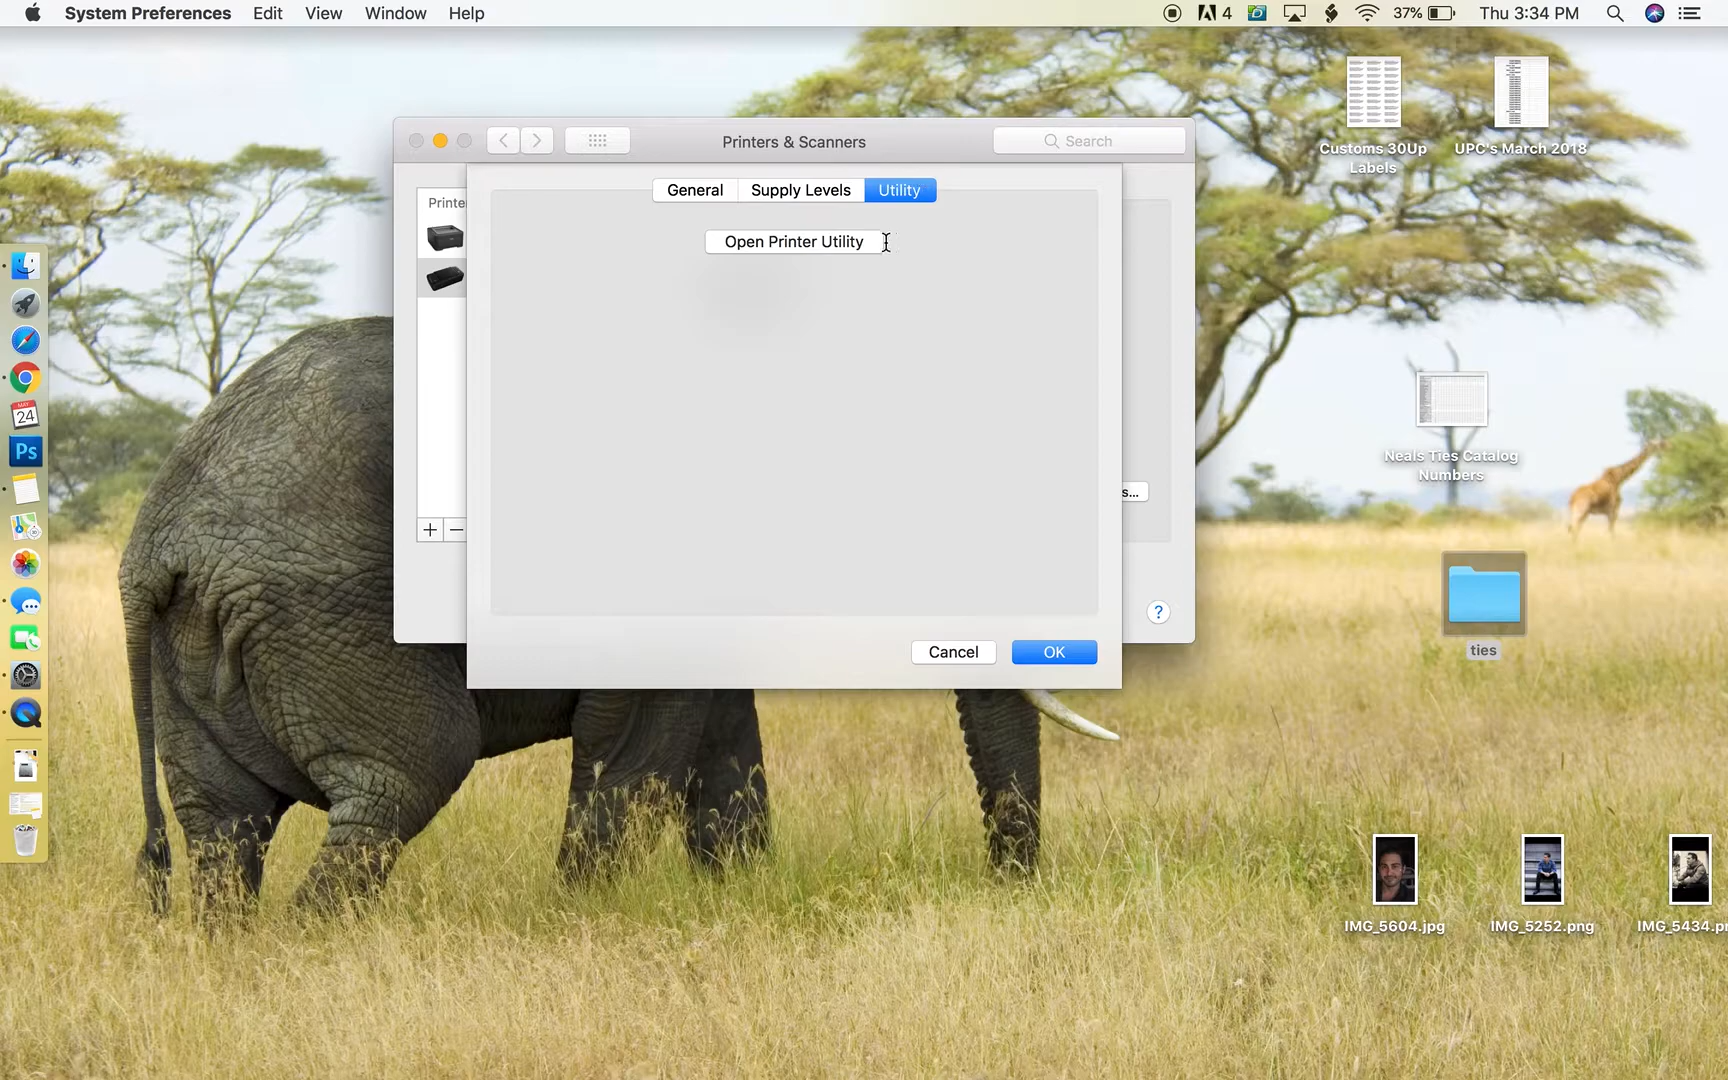 System Preferences Edit View Window Help
4 37% Thu 3:34 PM
Customs 30Up
Labels
UPC's March 2018
Printers & Scanners
Search
General Supply Levels Utility
Open Printer Utility
Printe
s...
+ −
?
Cancel OK
MAY
24
Ps
Neals Ties Catalog
Numbers
ties
IMG_5604.jpg
IMG_5252.png
IMG_5434.pn